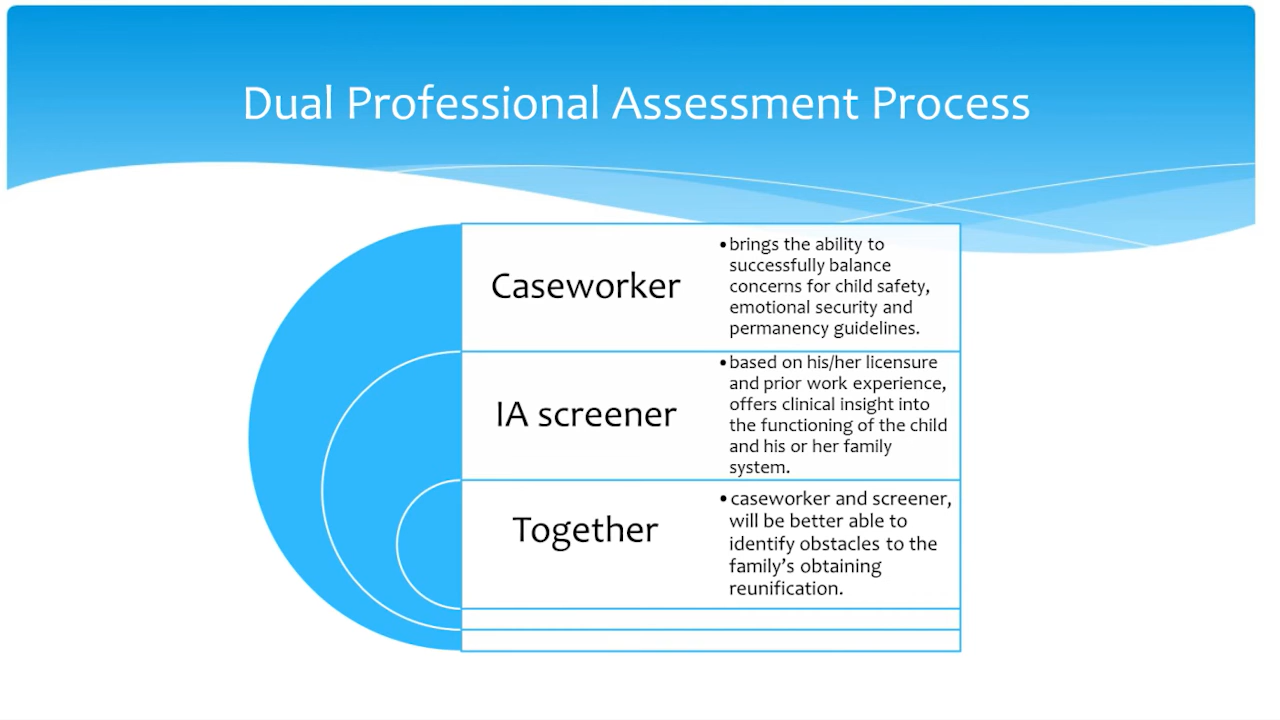 Dual Professional Assessment Process
Caseworker
•brings the ability to
successfully balance
concerns for child safety,
emotional security and
permanency guidelines.
IA screener
•based on his/her licensure
and prior work experience,
offers clinical insight into
the functioning of the child
and his or her family
system.
Together
•caseworker and screener,
will be better able to
identify obstacles to the
family’s obtaining
reunification.